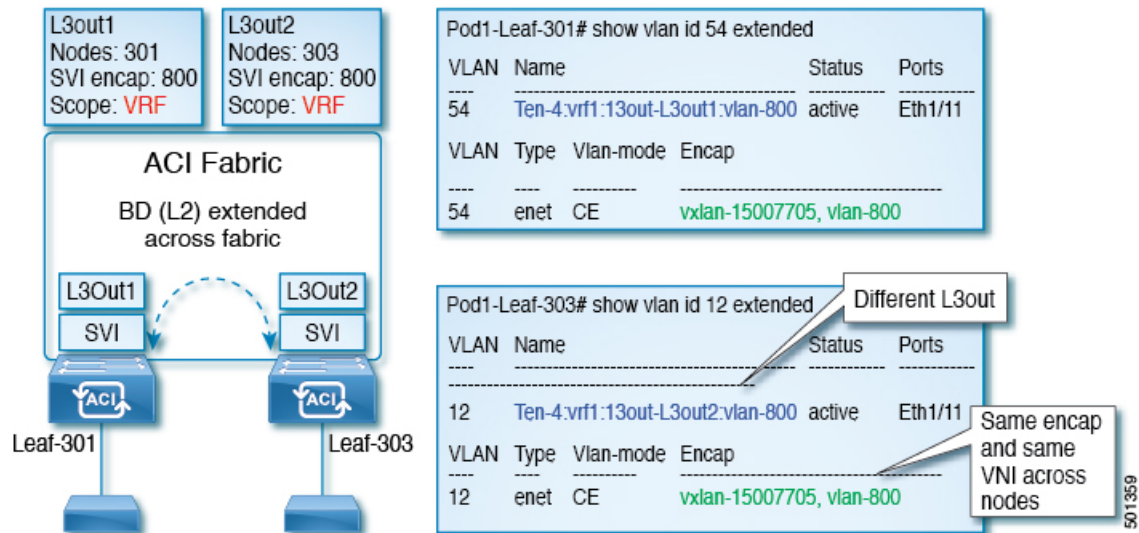 L3out1
Nodes: 301
SVI encap: 800
Scope: VRF
L3out2
Nodes: 303
SVI encap: 800
Scope: VRF
ACI Fabric
BD (L2) extended
across fabric
L3Out1
SVI
L3Out2
SVI
ACI
ACI
Leaf-301
Leaf-303
Pod1-Leaf-301# show vlan id 54 extended
VLAN Name Status Ports
---- -------------------------------- ---------- ----------
54 Ten-4:vrf1:13out-L3out1:vlan-800 active Eth1/11
VLAN Type Vlan-mode Encap
---- ---- ---------- ------------------------------
54 enet CE vxlan-15007705, vlan-800
Pod1-Leaf-303# show vlan id 12 extended
VLAN Name Status Ports
---- -------------------------------- ---------- ----------
----------------------------------------
12 Ten-4:vrf1:13out-L3out2:vlan-800 active Eth1/11
VLAN Type Vlan-mode Encap
---- ---- ---------- ------------------------------
12 enet CE vxlan-15007705, vlan-800
Different L3out
Same encap
and same
VNI across
nodes
501359